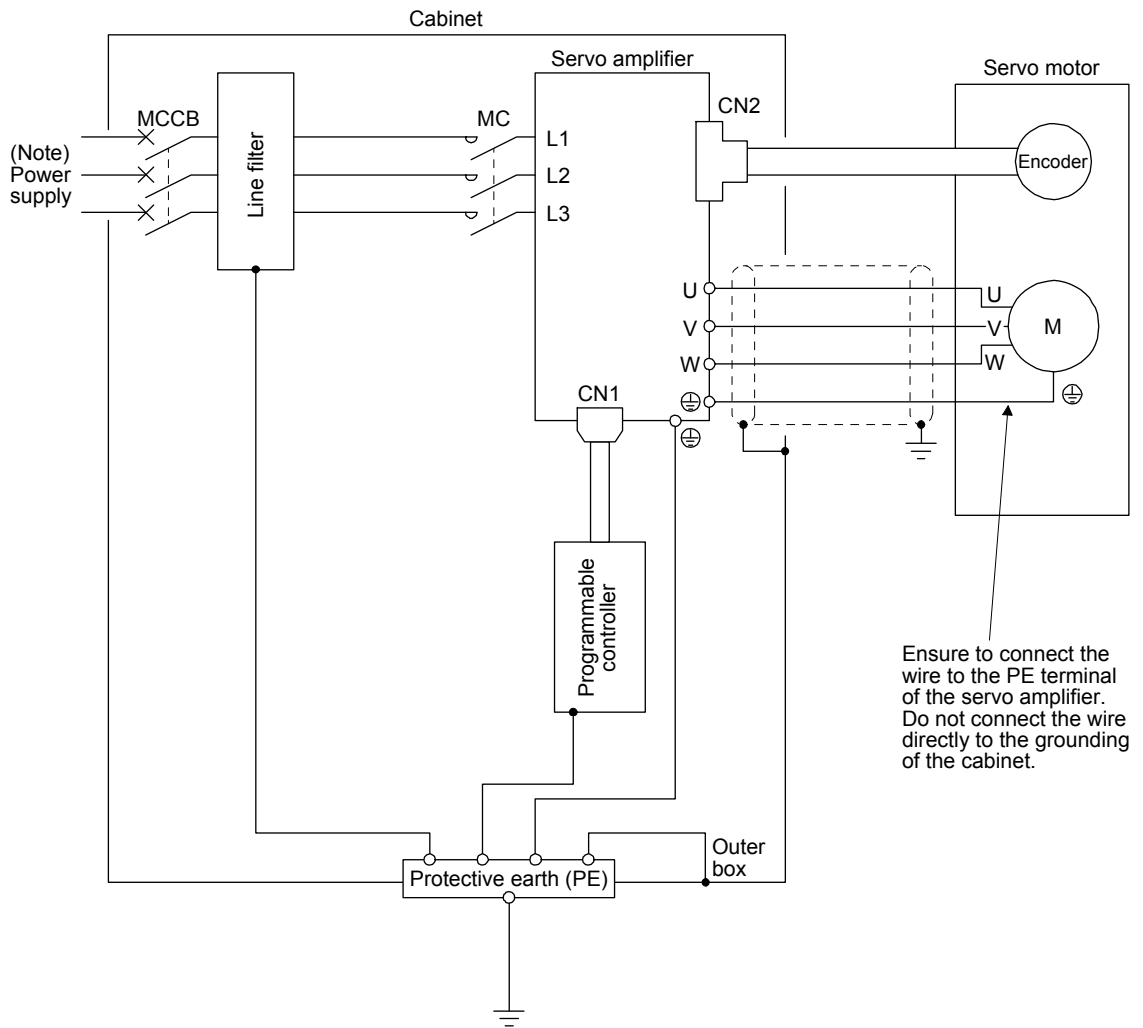 Cabinet
Servo amplifier
Servo motor
MCCB
MC
CN2
(Note)
Power
supply
Line filter
L1
L2
L3
Encoder
U
V
W
U
V
W
M
CN1
Programmable
controller
Ensure to connect the
wire to the PE terminal
of the servo amplifier.
Do not connect the wire
directly to the grounding
of the cabinet.
Outer
box
Protective earth (PE)